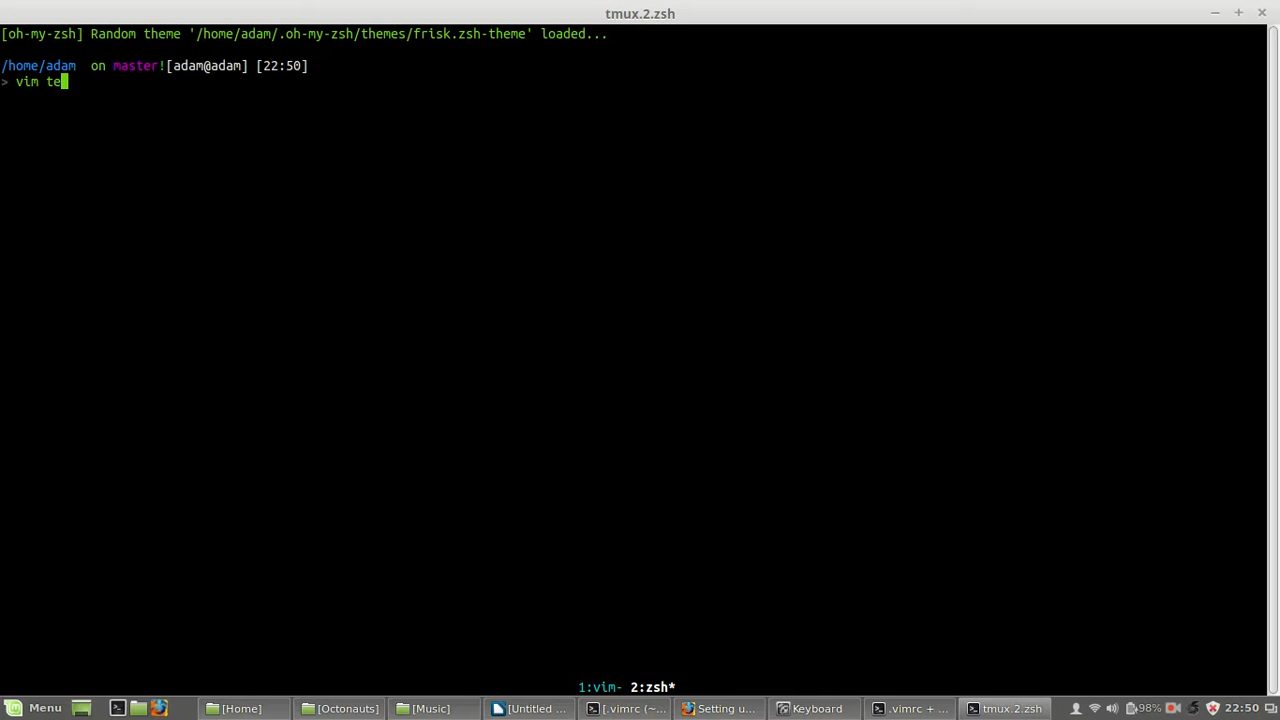 tmux.2.zsh
[oh-my-zsh] Random theme '/home/adam/.oh-my-zsh/themes/frisk.zsh-theme' loaded...
/home/adam on master![adam@adam] [22:50]
> vim te
1:vim- 2:zsh*
Menu [Home] [Octonauts] [Music] [Untitled ... [.vimrc (~... Setting u... Keyboard .vimrc + ... tmux.2.zsh 98% 22:50